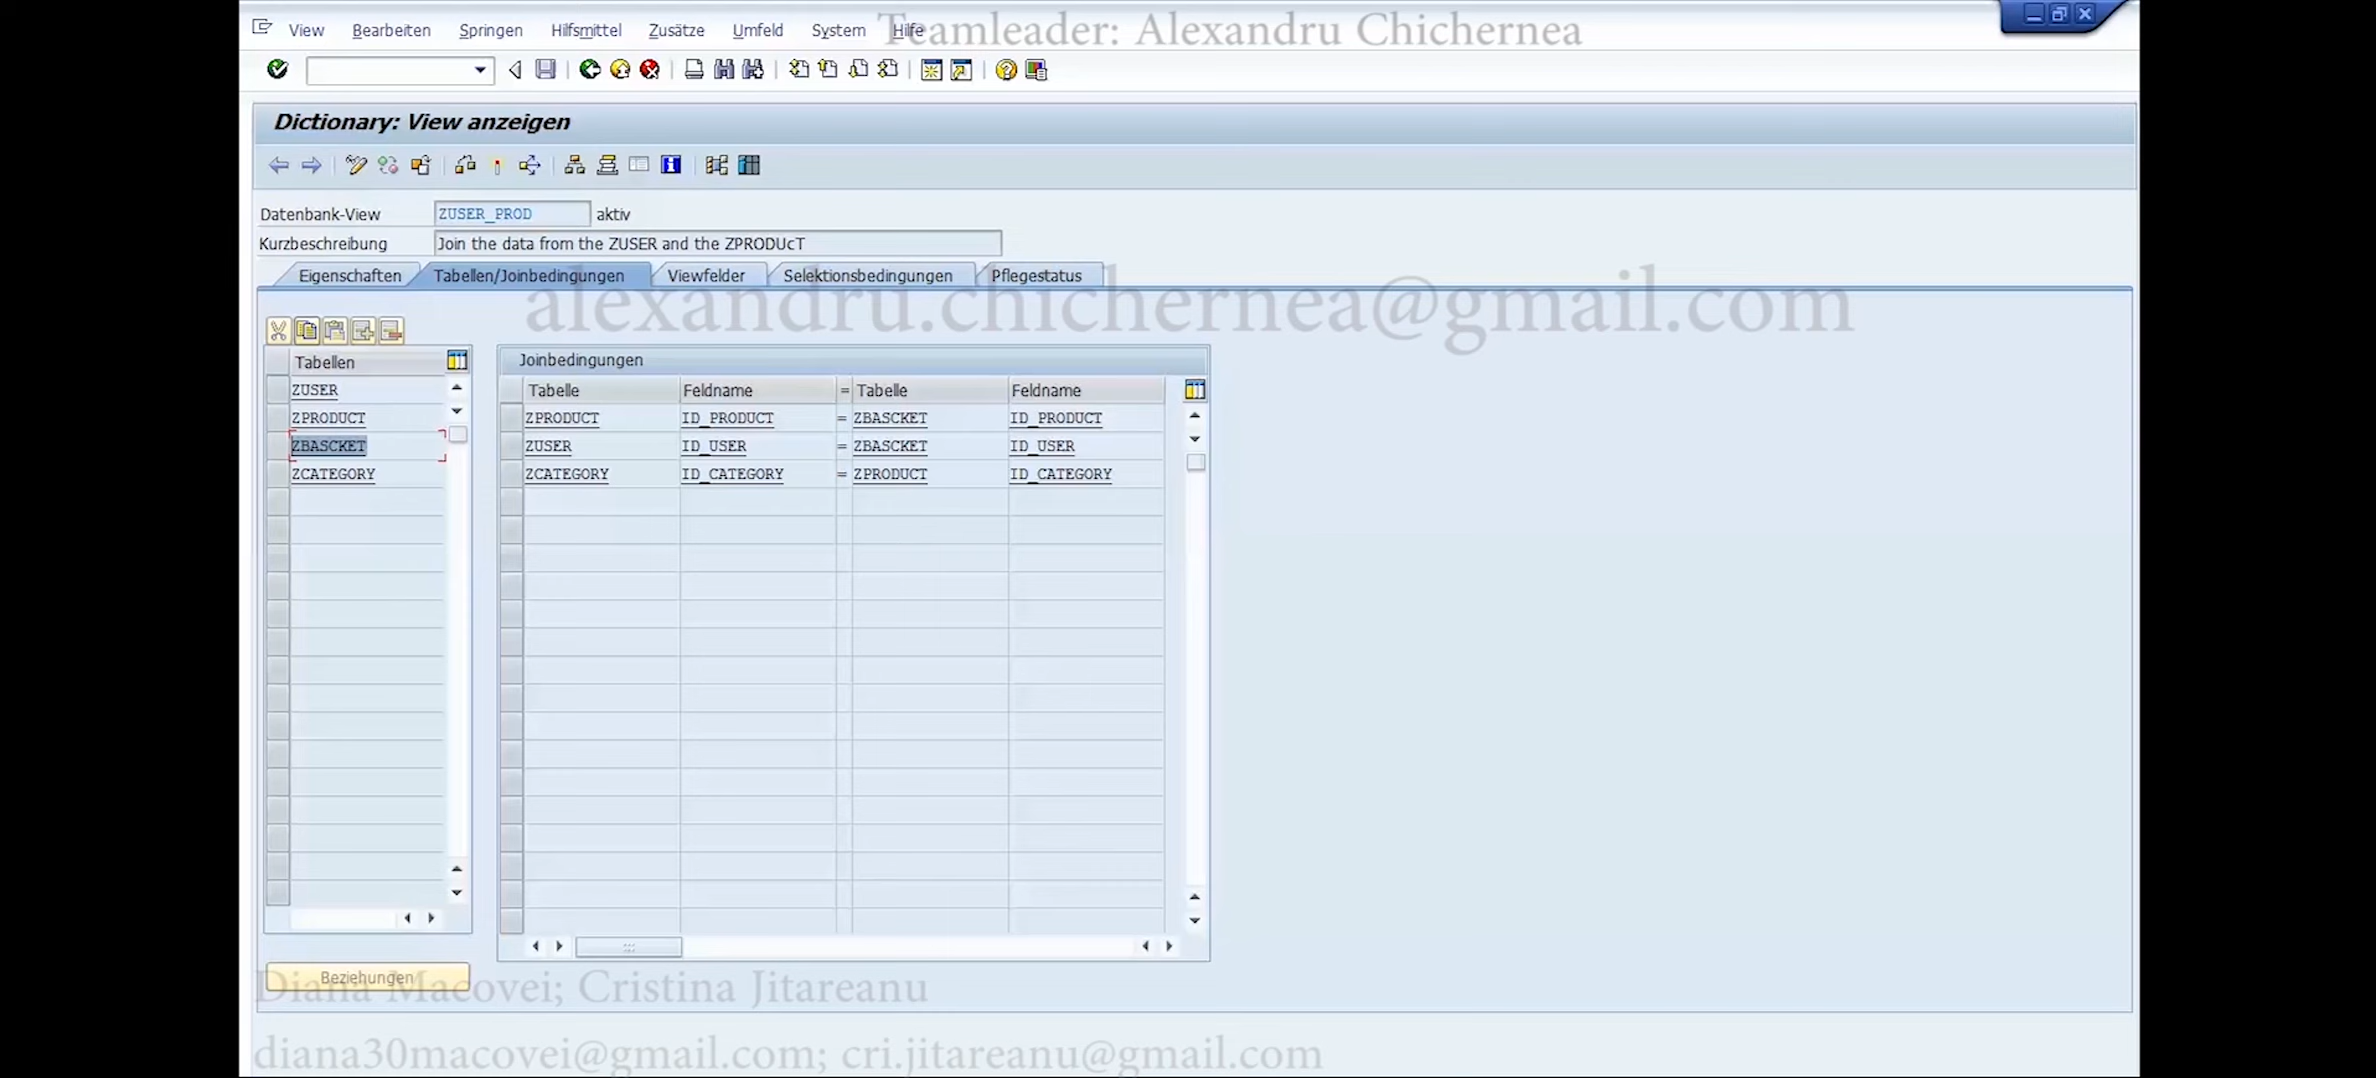 View Bearbeiten Springen Hilfsmittel Zusätze Umfeld System Hilfe
Teamleader: Alexandru Chichernea
Dictionary: View anzeigen
Datenbank-View ZUSER_PROD aktiv
Kurzbeschreibung Join the data from the ZUSER and the ZPRODUcT
Eigenschaften Tabellen/Joinbedingungen Viewfelder Selektionsbedingungen Pflegestatus
alexandru.chichernea@gmail.com
Tabellen
ZUSER
ZPRODUCT
ZBASCKET
ZCATEGORY
Joinbedingungen
Tabelle Feldname = Tabelle Feldname
ZPRODUCT ID_PRODUCT = ZBASCKET ID_PRODUCT
ZUSER ID_USER = ZBASCKET ID_USER
ZCATEGORY ID_CATEGORY = ZPRODUCT ID_CATEGORY
Beziehungen
Diana Macovei; Cristina Jitareanu
diana30macovei@gmail.com; cri.jitareanu@gmail.com